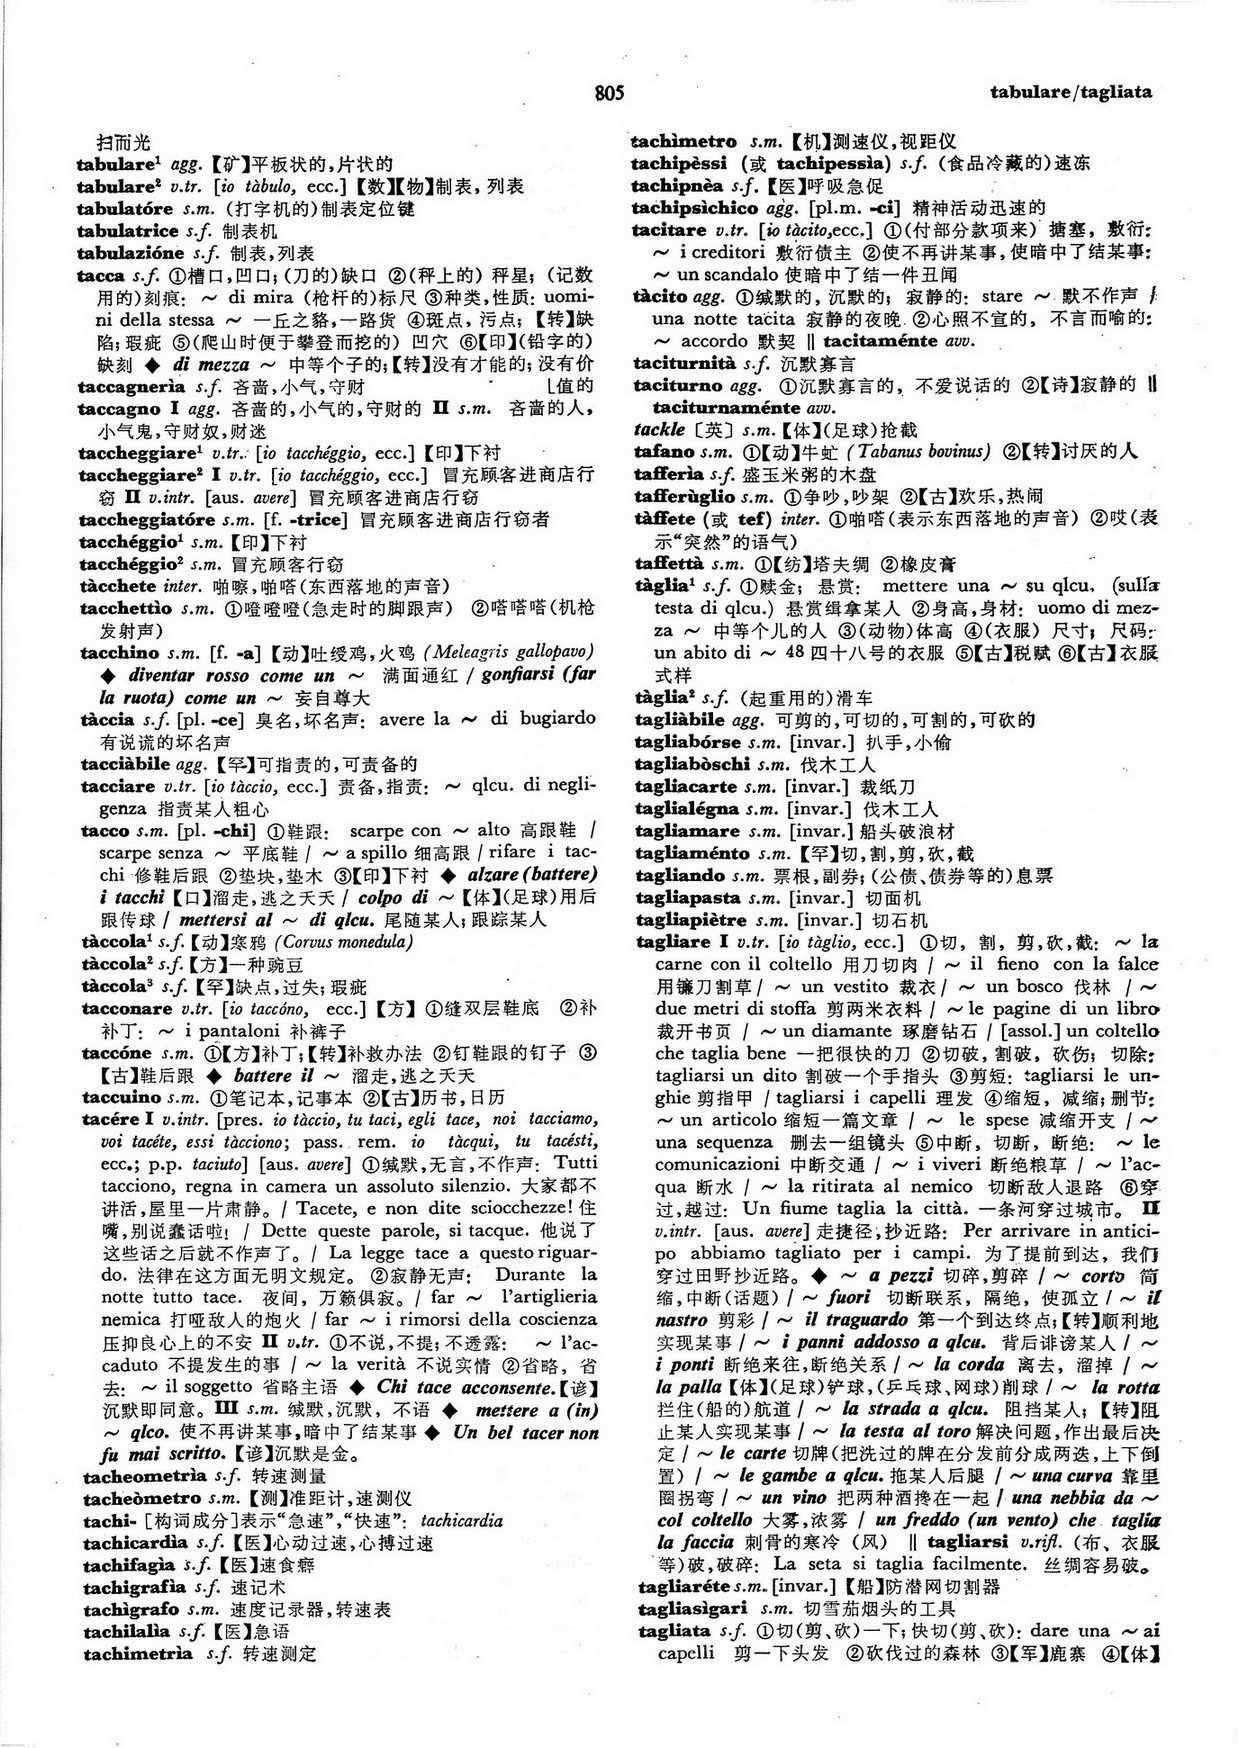 805
tabulare/tagliata
扫而光
tabulare¹ agg.【矿】平板状的,片状的
tabulare² v.tr. [io tàbulo, ecc.]【数】【物】制表, 列表
tabulatóre s.m. (打字机的)制表定位键
tabulatrice s.f. 制表机
tabulazióne s.f. 制表,列表
tacca s.f. ①槽口,凹口; (刀的)缺口 ②(秤上的) 秤星; (记数
用的)刻痕: ～ di mira (枪杆的)标尺 ③种类,性质: uomi-
ni della stessa ～ 一丘之貉,一路货 ④斑点, 污点; 【转】缺
陷; 瑕疵 ⑤(爬山时便于攀登而挖的) 凹穴 ⑥【印】(铅字的)
缺刻 ◆ di mezza ～ 中等个子的;【转】没有才能的; 没有价
taccagneria s.f. 吝啬,小气,守财 [值的
taccagno I agg. 吝啬的,小气的,守财的 II s.m. 吝啬的人,
小气鬼,守财奴,财迷
taccheggiare¹ v.tr. [io tacchéggio, ecc.]【印】下衬
taccheggiare² I v.tr. [io tacchéggio, ecc.] 冒充顾客进商店行
窃 II v.intr. [aus. avere] 冒充顾客进商店行窃
taccheggiatóre s.m. [f. -trice] 冒充顾客进商店行窃者
tacchéggio¹ s.m.【印】下衬
tacchéggio² s.m. 冒充顾客行窃
tàcchete inter. 啪嚓,啪嗒(东西落地的声音)
tacchettìo s.m. ①噔噔噔(急走时的脚跟声) ②嗒嗒嗒(机枪
发射声)
tacchino s.m. [f. -a]【动】吐绶鸡,火鸡 (Meleagris gallopavo)
◆ diventar rosso come un ～ 满面通红 / gonfiarsi (far
la ruota) come un ～ 妄自尊大
tàccia s.f. [pl. -ce] 臭名,坏名声: avere la ～ di bugiardo
有说谎的坏名声
tacciàbile agg.【罕】可指责的,可责备的
tacciare v.tr. [io tàccio, ecc.] 责备,指责: ～ qlcu. di negli-
genza 指责某人粗心
tacco s.m. [pl. -chi] ①鞋跟: scarpe con ～ alto 高跟鞋 /
scarpe senza ～ 平底鞋 / ～ a spillo 细高跟 / rifare i tac-
chi 修鞋后跟 ②垫块,垫木 ③【印】下衬 ◆ alzare (battere)
i tacchi【口】溜走,逃之夭夭 / colpo di ～【体】(足球)用后
跟传球 / mettersi al ～ di qlcu. 尾随某人; 跟踪某人
tàccola¹ s.f.【动】寒鸦 (Corvus monedula)
tàccola² s.f.【方】一种豌豆
tàccola³ s.f.【罕】缺点,过失; 瑕疵
tacconare v.tr. [io taccóno, ecc.]【方】 ①缝双层鞋底 ②补
补丁: ～ i pantaloni 补裤子
taccóne s.m. ①【方】补丁;【转】补救办法 ②钉鞋跟的钉子 ③
【古】鞋后跟 ◆ battere il ～ 溜走,逃之夭夭
taccuino s.m. ①笔记本,记事本 ②【古】历书,日历
tacére I v.intr. [pres. io tàccio, tu taci, egli tace, noi tacciamo,
voi tacéte, essi tàcciono; pass. rem. io tàcqui, tu tacésti,
ecc.; p.p. taciuto] [aus. avere] ①缄默,无言,不作声: Tutti
tacciono, regna in camera un assoluto silenzio. 大家都不
讲活,屋里一片肃静。/ Tacete, e non dite sciocchezze! 住
嘴,别说蠢话啦! / Dette queste parole, si tacque. 他说了
这些话之后就不作声了。/ La legge tace a questo riguar-
do. 法律在这方面无明文规定。 ②寂静无声: Durante la
notte tutto tace. 夜间, 万籁俱寂。/ far ～ l'artiglieria
nemica 打哑敌人的炮火 / far ～ i rimorsi della coscienza
压抑良心上的不安 II v.tr. ①不说,不提; 不透露: ～ l'ac-
caduto 不提发生的事 / ～ la verità 不说实情 ②省略, 省
去: ～ il soggetto 省略主语 ◆ Chi tace acconsente.【谚】
沉默即同意。III s.m. 缄默,沉默, 不语 ◆ mettere a (in)
～ qlco. 使不再讲某事,暗中了结某事 ◆ Un bel tacer non
fu mai scritto.【谚】沉默是金。
tacheometrìa s.f. 转速测量
tacheòmetro s.m.【测】准距计,速测仪
tachi- [构词成分]表示“急速”,“快速”: tachicardia
tachicardìa s.f.【医】心动过速,心搏过速
tachifagìa s.f.【医】速食癖
tachigrafìa s.f. 速记术
tachìgrafo s.m. 速度记录器,转速表
tachilalìa s.f.【医】急语
tachimetrìa s.f. 转速测定
tachìmetro s.m.【机】测速仪,视距仪
tachipèssi (或 tachipessìa) s.f. (食品冷藏的)速冻
tachipnèa s.f.【医】呼吸急促
tachipsìchico agg. [pl.m. -ci] 精神活动迅速的
tacitare v.tr. [io tàcito,ecc.] ①(付部分款项来) 搪塞, 敷衍:
～ i creditori 敷衍债主 ②使不再讲某事,使暗中了结某事:
～ un scandalo 使暗中了结一件丑闻
tàcito agg. ①缄默的, 沉默的; 寂静的: stare ～ 默不作声 /
una notte tacita 寂静的夜晚 ②心照不宣的, 不言而喻的:
～ accordo 默契 ‖ tacitaménte avv.
taciturnità s.f. 沉默寡言
taciturno agg. ①沉默寡言的, 不爱说话的 ②【诗】寂静的 ‖
taciturnaménte avv.
tackle〔英〕s.m.【体】(足球)抢截
tafano s.m. ①【动】牛虻 (Tabanus bovinus) ②【转】讨厌的人
tafferìa s.f. 盛玉米粥的木盘
tafferùglio s.m. ①争吵,吵架 ②【古】欢乐,热闹
tàffete (或 tef) inter. ①啪嗒(表示东西落地的声音) ②哎(表
示“突然”的语气)
taffettà s.m. ①【纺】塔夫绸 ②橡皮膏
tàglia¹ s.f. ①赎金; 悬赏: mettere una ～ su qlcu. (sulla
testa di qlcu.) 悬赏缉拿某人 ②身高,身材: uomo di mez-
za ～ 中等个儿的人 ③(动物)体高 ④(衣服) 尺寸; 尺码:
un abito di ～ 48 四十八号的衣服 ⑤【古】税赋 ⑥【古】衣服
式样
tàglia² s.f. (起重用的)滑车
tagliàbile agg. 可剪的,可切的,可割的,可砍的
tagliabórse s.m. [invar.] 扒手,小偷
tagliabòschi s.m. 伐木工人
tagliacarte s.m. [invar.] 裁纸刀
taglialégna s.m. [invar.] 伐木工人
tagliamare s.m. [invar.] 船头破浪材
tagliaménto s.m.【罕】切,割,剪,砍,截
tagliando s.m. 票根,副券; (公债、债券等的)息票
tagliapasta s.m. [invar.] 切面机
tagliapiètre s.m. [invar.] 切石机
tagliare I v.tr. [io tàglio, ecc.] ①切, 割, 剪,砍,截: ～ la
carne con il coltello 用刀切肉 / ～ il fieno con la falce
用镰刀割草 / ～ un vestito 裁衣 / ～ un bosco 伐林 / ～
due metri di stoffa 剪两米衣料 / ～ le pagine di un libro
裁开书页 / ～ un diamante 琢磨钻石 / [assol.] un coltello
che taglia bene 一把很快的刀 ②切破, 割破, 砍伤; 切除:
tagliarsi un dito 割破一个手指头 ③剪短: tagliarsi le un-
ghie 剪指甲 / tagliarsi i capelli 理发 ④缩短, 减缩; 删节:
～ un articolo 缩短一篇文章 / ～ le spese 减缩开支 / ～
una sequenza 删去一组镜头 ⑤中断, 切断, 断绝: ～ le
comunicazioni 中断交通 / ～ i viveri 断绝粮草 / ～ l'ac-
qua 断水 / ～ la ritirata al nemico 切断敌人退路 ⑥穿
过,越过: Un fiume taglia la città. 一条河穿过城市。 II
v.intr. [aus. avere] 走捷径,抄近路: Per arrivare in antici-
po abbiamo tagliato per i campi. 为了提前到达, 我们
穿过田野抄近路。◆ ～ a pezzi 切碎,剪碎 / ～ corto 简
缩,中断(话题) / ～ fuori 切断联系, 隔绝, 使孤立 / ～ il
nastro 剪彩 / ～ il traguardo 第一个到达终点;【转】顺利地
实现某事 / ～ i panni addosso a qlcu. 背后诽谤某人 / ～
i ponti 断绝来往,断绝关系 / ～ la corda 离去, 溜掉 / ～
la palla【体】(足球)铲球,(乒乓球、网球)削球 / ～ la rotta
拦住(船的)航道 / ～ la strada a qlcu. 阻挡某人; 【转】阻
止某人实现某事 / ～ la testa al toro 解决问题,作出最后决
定 / ～ le carte 切牌(把洗过的牌在分发前分成两迭,上下倒
置) / ～ le gambe a qlcu. 拖某人后腿 / ～ una curva 靠里
圈拐弯 / ～ un vino 把两种酒搀在一起 / una nebbia da ～
col coltello 大雾,浓雾 / un freddo (un vento) che taglia
la faccia 刺骨的寒冷 (风) ‖ tagliarsi v.rifl. (布、衣服
等)破,破碎: La seta si taglia facilmente. 丝绸容易破。
tagliaréte s.m. [invar.]【船】防潜网切割器
tagliasìgari s.m. 切雪茄烟头的工具
tagliata s.f. ①切(剪、砍)一下; 快切(剪、砍): dare una ～ ai
capelli 剪一下头发 ②砍伐过的森林 ③【军】鹿寨 ④【体】